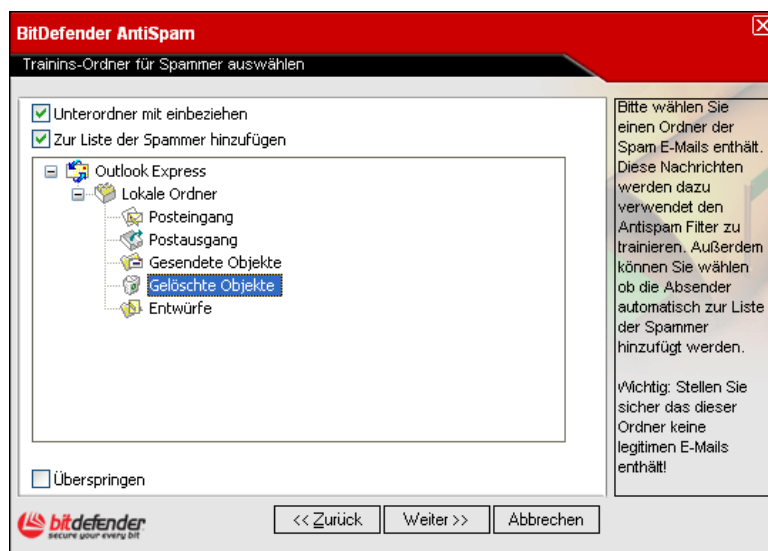 BitDefender AntiSpam
Trainins-Ordner für Spammer auswählen
Unterordner mit einbeziehen
Zur Liste der Spammer hinzufügen
Outlook Express
Lokale Ordner
Posteingang
Postausgang
Gesendete Objekte
Gelöschte Objekte
Entwürfe
Überspringen
Bitte wählen Sie
einen Ordner der
Spam E-Mails enthält.
Diese Nachrichten
werden dazu
verwendet den
Antispam Filter zu
trainieren. Außerdem
können Sie wählen
ob die Absender
automatisch zur Liste
der Spammer
hinzufügt werden.
Wichtig: Stellen Sie
sicher das dieser
Ordner keine
legitimen E-Mails
enthält!
bitdefender
secure your every bit
<< Zurück
Weiter >>
Abbrechen